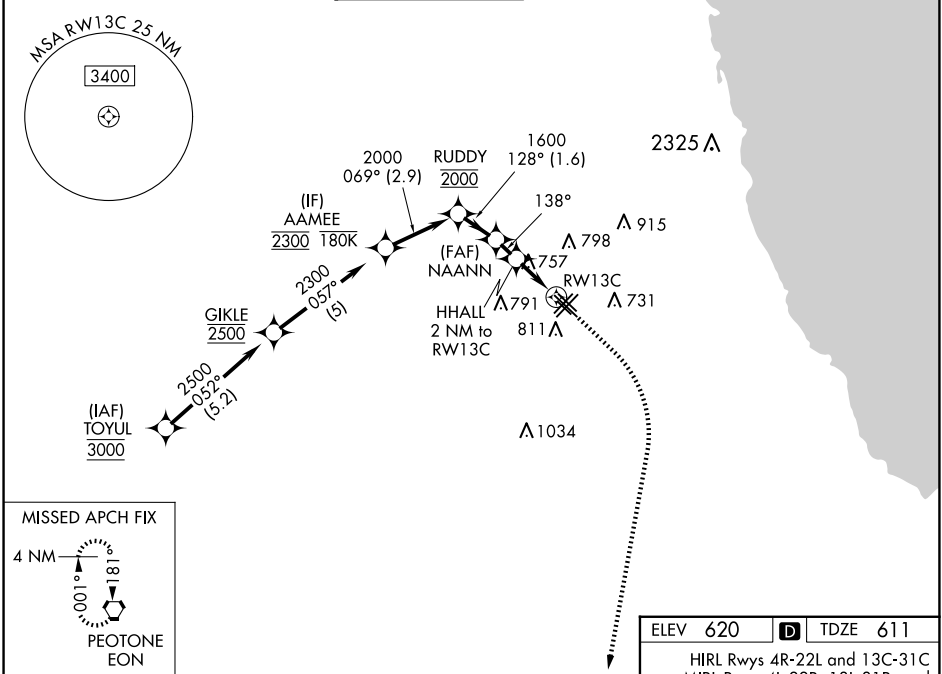 MSA RW13C 25 NM
3400
2325
1600
128° (1.6)
2000
069° (2.9)
RUDDY
2000
138°
(IF)
AAMEE
2300 180K
915
798
(FAF)
NAANN
757
RW13C
2300
057°
(5)
HHALL
2 NM to
RW13C
791
731
811
GIKLE
2500
2500
052°
(5.2)
(IAF)
TOYUL
3000
1034
MISSED APCH FIX
4 NM
001°
181°
PEOTONE
EON
ELEV 620 D TDZE 611
HIRL Rwys 4R-22L and 13C-31C